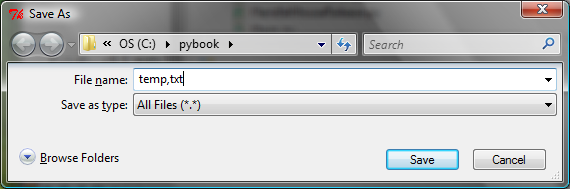 Save As
« OS (C:) ▸ pybook ▸
Search
File name: temp,txt
Save as type: All Files (*.*)
Browse Folders
Save
Cancel